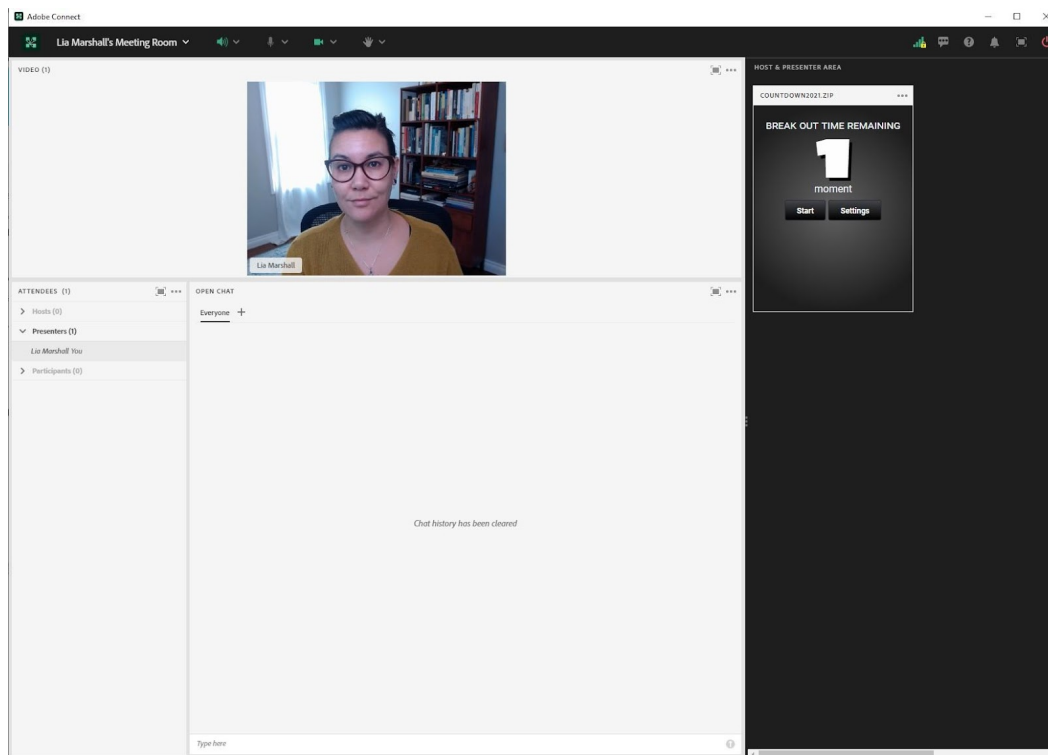 Adobe Connect
Lia Marshall's Meeting Room
VIDEO (1)
Lia Marshall
HOST & PRESENTER AREA
COUNTDOWN2021.ZIP
BREAK OUT TIME REMAINING
1
moment
Start Settings
ATTENDEES (1)
Hosts (0)
Presenters (1)
Lia Marshall You
Participants (0)
OPEN CHAT
Everyone
Chat history has been cleared
Type here